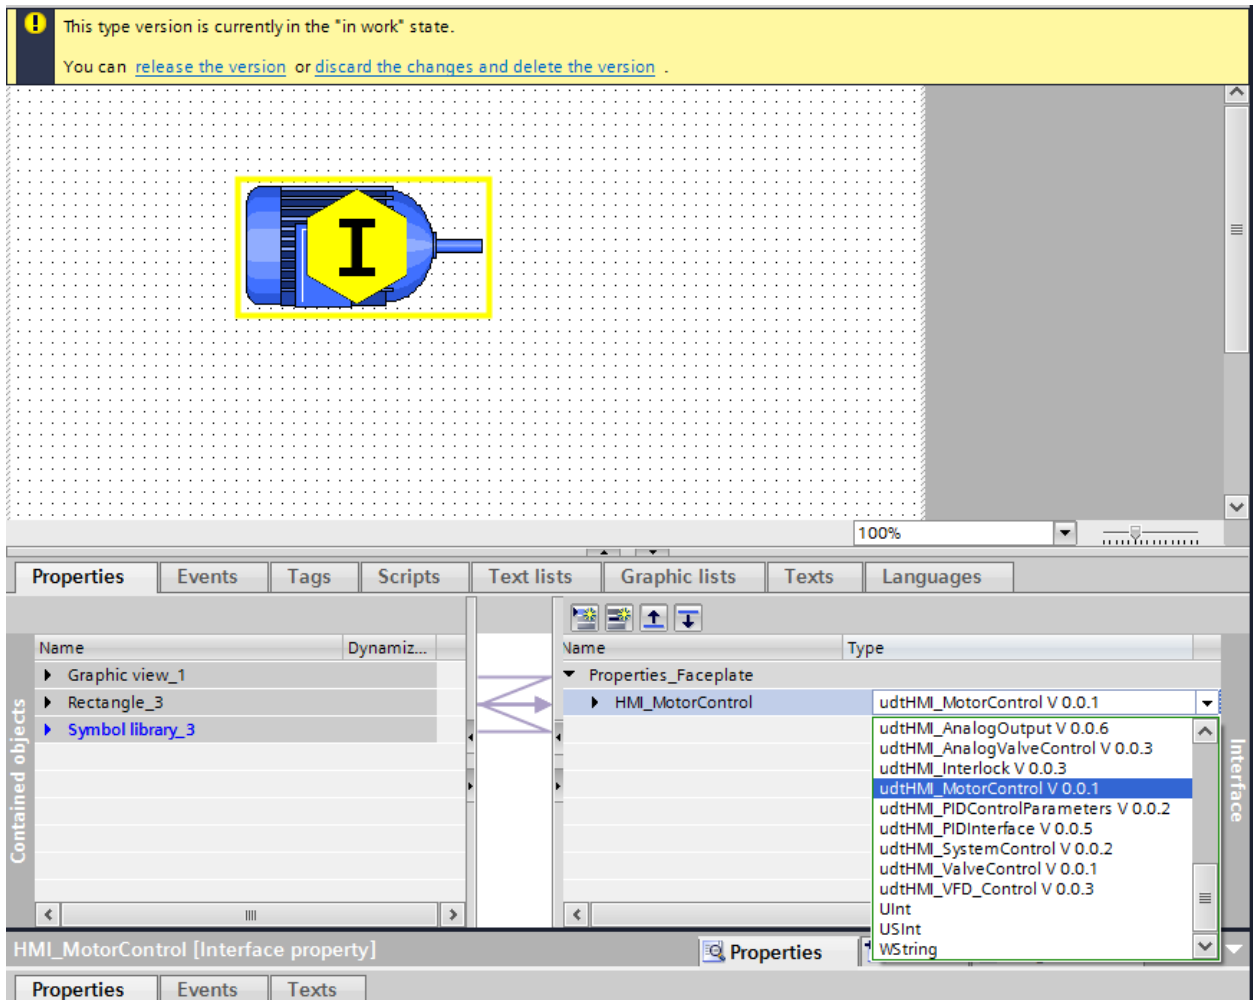 This type version is currently in the "in work" state.
You can release the version or discard the changes and delete the version .
I
100%
Properties Events Tags Scripts Text lists Graphic lists Texts Languages
Name Dynamiz... Name Type
Graphic view_1 Properties_Faceplate
Rectangle_3 HMI_MotorControl udtHMI_MotorControl V 0.0.1
Symbol library_3 udtHMI_AnalogOutput V 0.0.6
udtHMI_AnalogValveControl V 0.0.3
udtHMI_Interlock V 0.0.3
udtHMI_MotorControl V 0.0.1
udtHMI_PIDControlParameters V 0.0.2
udtHMI_PIDInterface V 0.0.5
udtHMI_SystemControl V 0.0.2
udtHMI_ValveControl V 0.0.1
udtHMI_VFD_Control V 0.0.3
UInt
USInt
WString
Contained objects
Interface
HMI_MotorControl [Interface property] Properties
Properties Events Texts